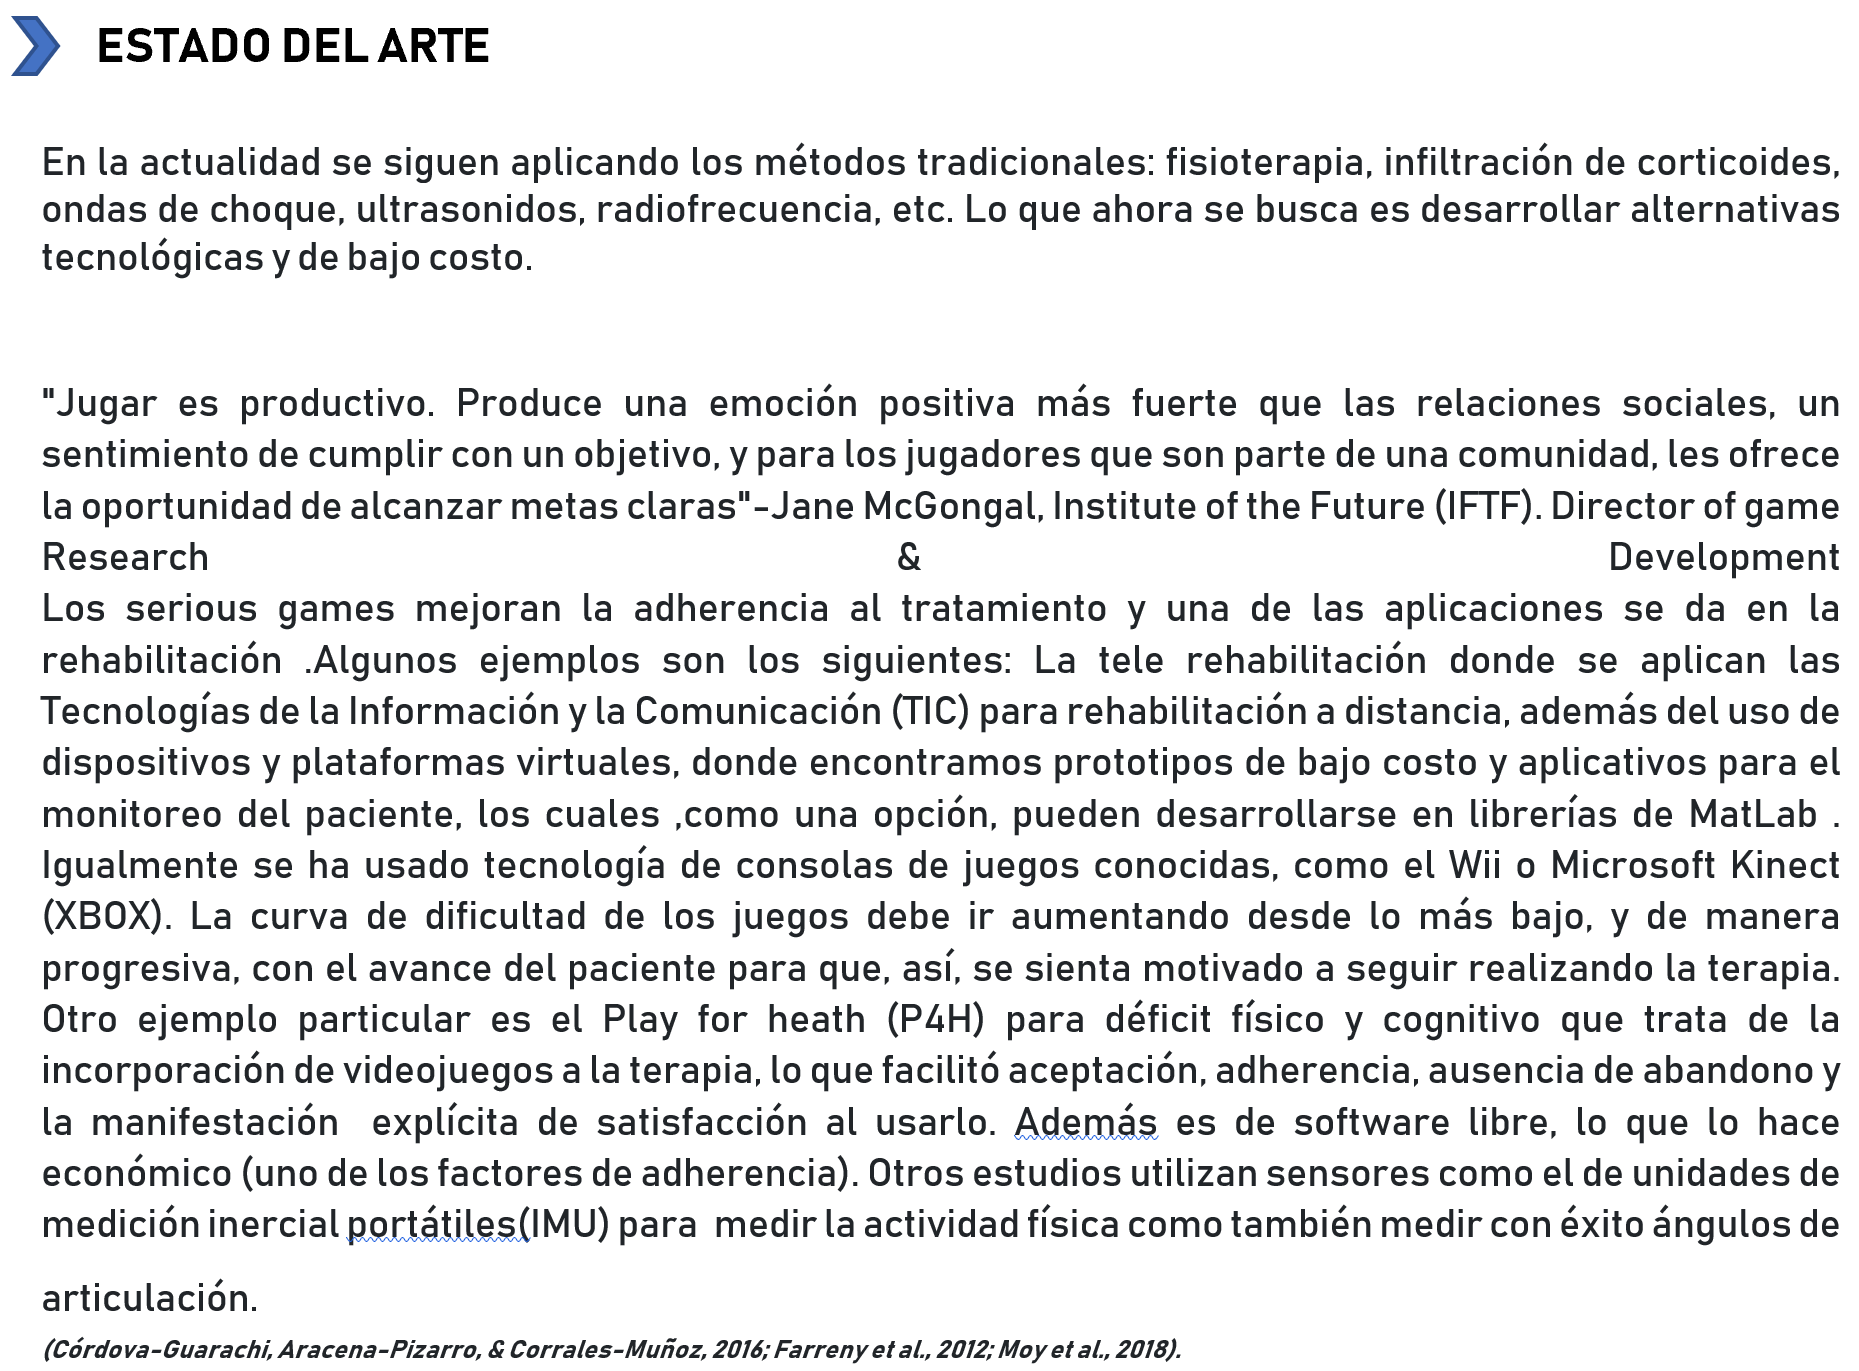 ESTADO DEL ARTE
En la actualidad se siguen aplicando los métodos tradicionales: fisioterapia, infiltración de corticoides,
ondas de choque, ultrasonidos, radiofrecuencia, etc. Lo que ahora se busca es desarrollar alternativas
tecnológicas y de bajo costo.
"Jugar es productivo. Produce una emoción positiva más fuerte que las relaciones sociales, un
sentimiento de cumplir con un objetivo, y para los jugadores que son parte de una comunidad, les ofrece
la oportunidad de alcanzar metas claras"-Jane McGongal, Institute of the Future (IFTF). Director of game
Research & Development
Los serious games mejoran la adherencia al tratamiento y una de las aplicaciones se da en la
rehabilitación .Algunos ejemplos son los siguientes: La tele rehabilitación donde se aplican las
Tecnologías de la Información y la Comunicación (TIC) para rehabilitación a distancia, además del uso de
dispositivos y plataformas virtuales, donde encontramos prototipos de bajo costo y aplicativos para el
monitoreo del paciente, los cuales ,como una opción, pueden desarrollarse en librerías de MatLab .
Igualmente se ha usado tecnología de consolas de juegos conocidas, como el Wii o Microsoft Kinect
(XBOX). La curva de dificultad de los juegos debe ir aumentando desde lo más bajo, y de manera
progresiva, con el avance del paciente para que, así, se sienta motivado a seguir realizando la terapia.
Otro ejemplo particular es el Play for heath (P4H) para déficit físico y cognitivo que trata de la
incorporación de videojuegos a la terapia, lo que facilitó aceptación, adherencia, ausencia de abandono y
la manifestación  explícita de satisfacción al usarlo. Además es de software libre, lo que lo hace
económico (uno de los factores de adherencia). Otros estudios utilizan sensores como el de unidades de
medición inercial portátiles(IMU) para  medir la actividad física como también medir con éxito ángulos de
articulación.
(Córdova-Guarachi, Aracena-Pizarro, & Corrales-Muñoz, 2016; Farreny et al., 2012; Moy et al., 2018).